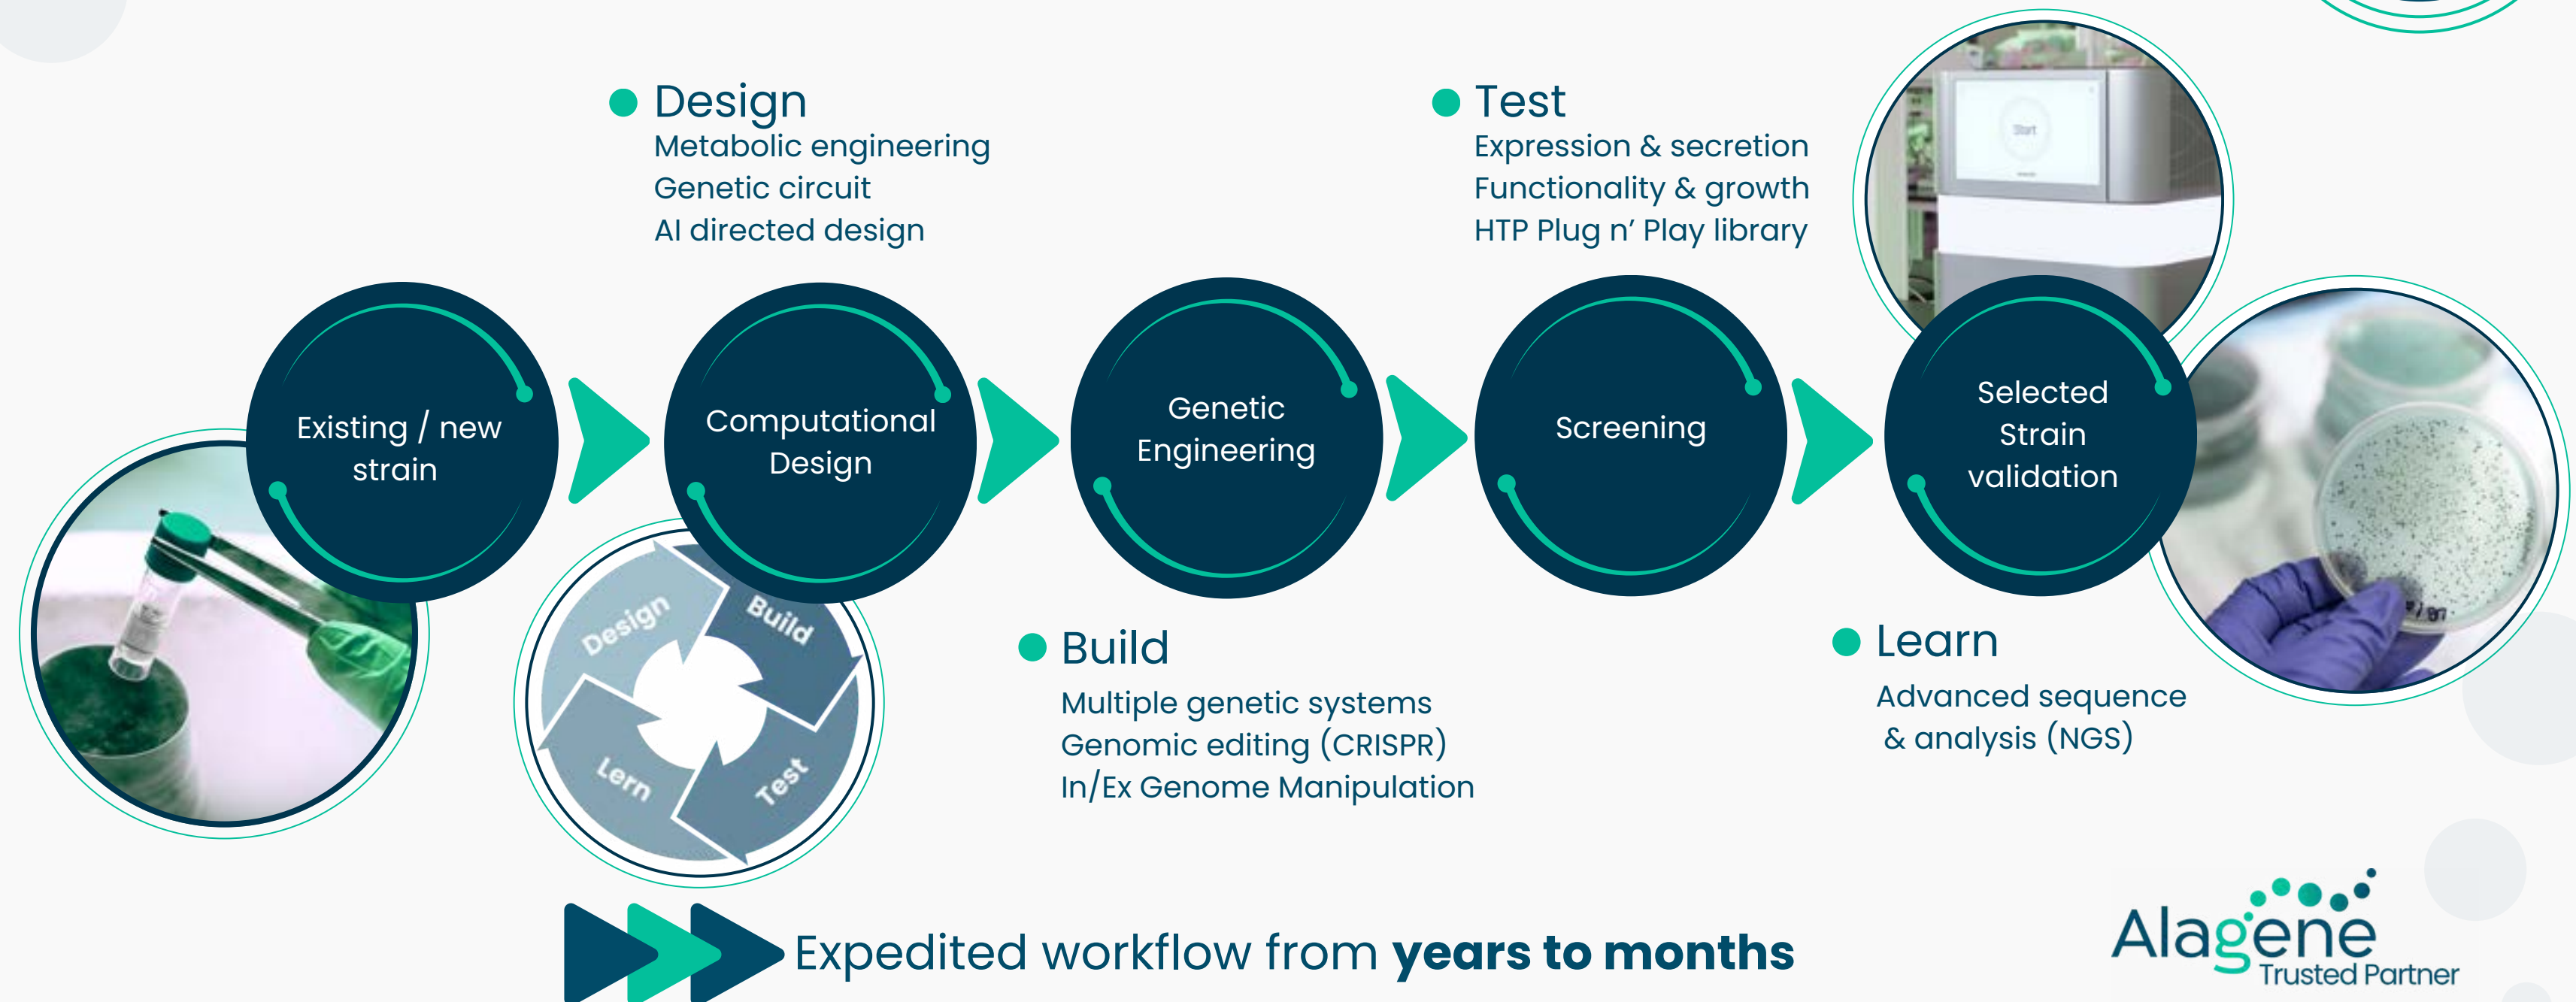 Design
Metabolic engineering
Genetic circuit
AI directed design
Test
Expression & secretion
Functionality & growth
HTP Plug n’ Play library
Start
Existing / new
strain
Computational
Design
Genetic
Engineering
Screening
Selected
Strain
validation
Design
Build
Test
Lern
Build
Multiple genetic systems
Genomic editing (CRISPR)
In/Ex Genome Manipulation
Learn
Advanced sequence
& analysis (NGS)
Expedited workflow from years to months
Alagene
Trusted Partner